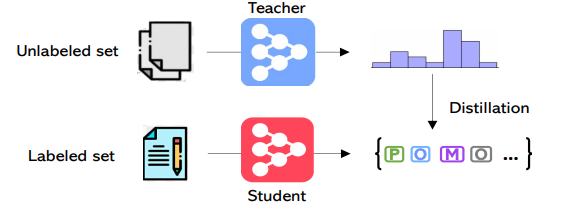 Teacher
Unlabeled set
Distillation
Labeled set
{ P O M O ... }
Student